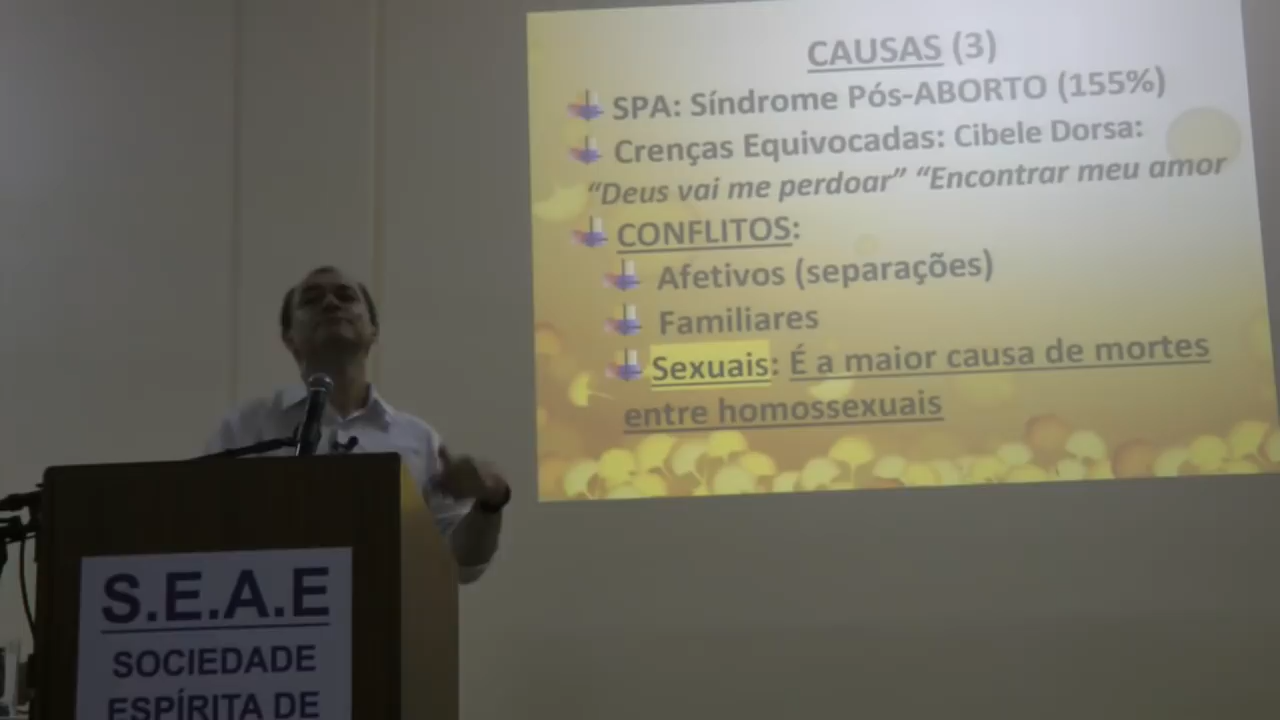 CAUSAS (3)
SPA: Síndrome Pós-ABORTO (155%)
Crenças Equivocadas: Cibele Dorsa:
“Deus vai me perdoar” “Encontrar meu amor
CONFLITOS:
Afetivos (separações)
Familiares
Sexuais: É a maior causa de mortes
entre homossexuais
S.E.A.E
SOCIEDADE
ESPÍRITA DE